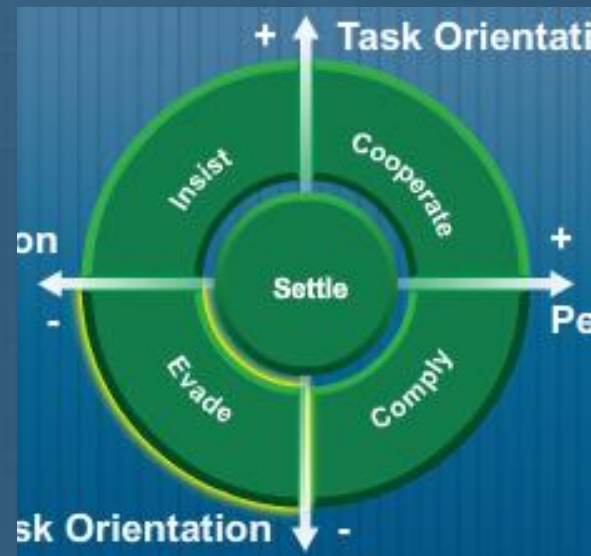 + Task Orientati
Insist
Cooperate
on
+
Settle
-
Pe
Evade
Comply
sk Orientation -